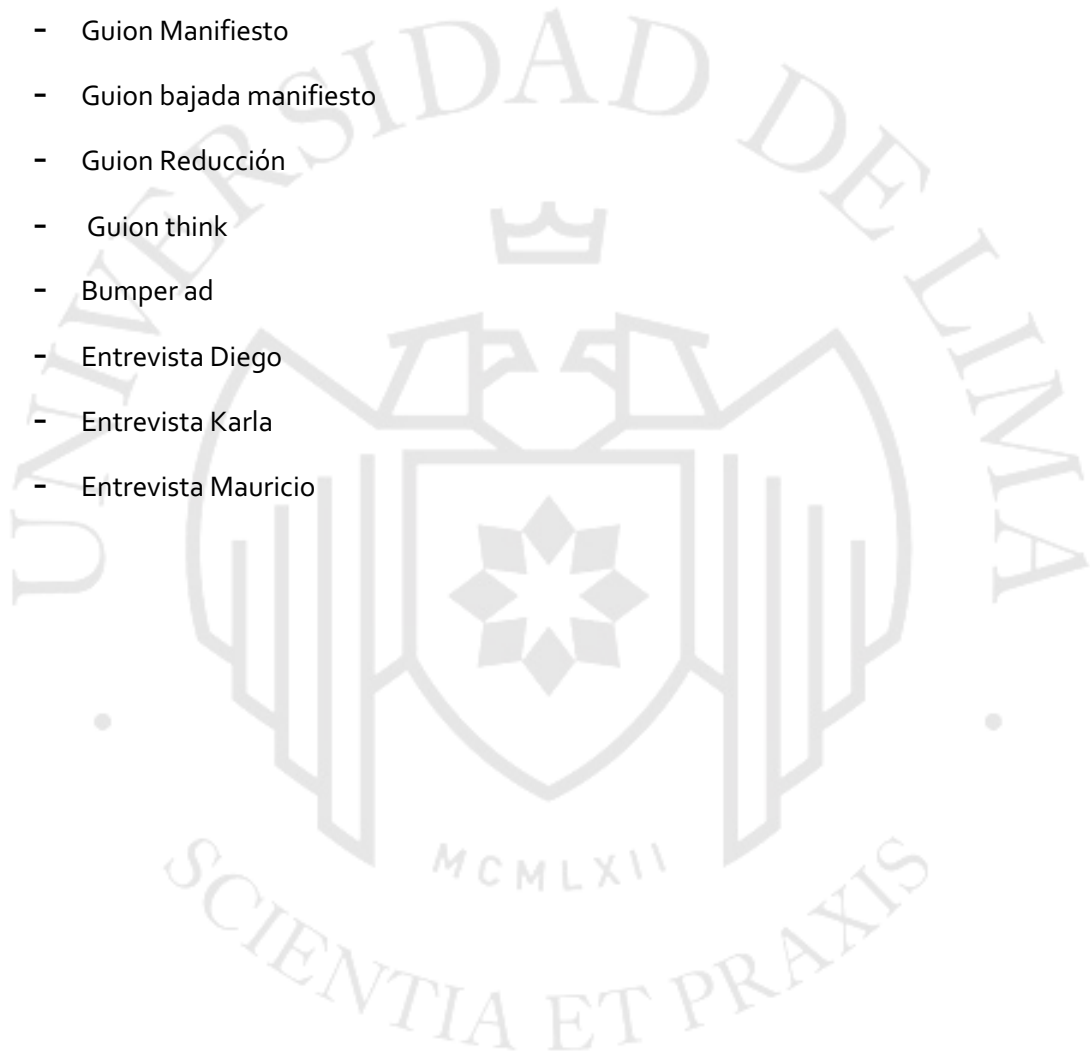 - Guion Manifiesto
- Guion bajada manifiesto
- Guion Reducción
- Guion think
- Bumper ad
- Entrevista Diego
- Entrevista Karla
- Entrevista Mauricio
UNIVERSIDAD DE LIMA
MCMLXII
SCIENTIA ET PRAXIS